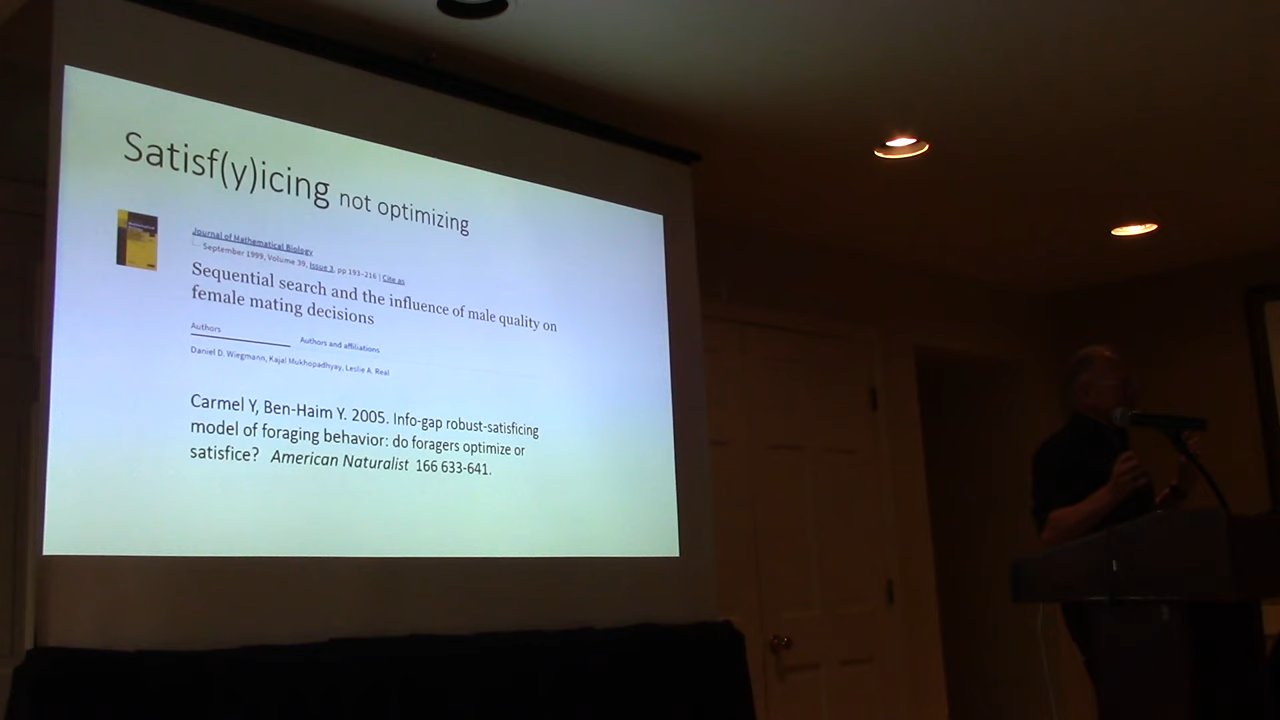 Satisf(y)icing not optimizing
Journal of Mathematical Biology
September 1999, Volume 39, Issue 3, pp 193–216 | Cite as
Sequential search and the influence of male quality on
female mating decisions
Authors Authors and affiliations
Daniel D. Wiegmann, Kajal Mukhopadhyay, Leslie A. Real
Carmel Y, Ben-Haim Y. 2005. Info-gap robust-satisficing
model of foraging behavior: do foragers optimize or
satisfice? American Naturalist 166 633-641.